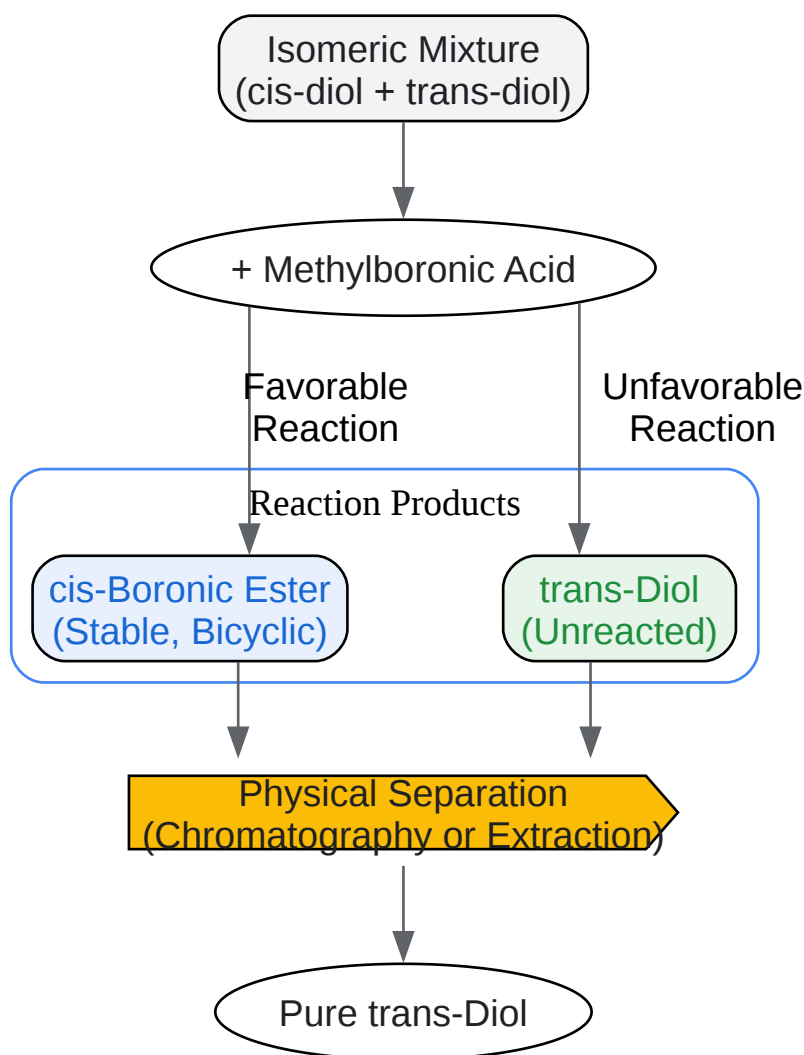 Isomeric Mixture
(cis-diol + trans-diol)
+ Methylboronic Acid
Favorable
Reaction
Unfavorable
Reaction
Reaction Products
cis-Boronic Ester
(Stable, Bicyclic)
trans-Diol
(Unreacted)
Physical Separation
(Chromatography or Extraction)
Pure trans-Diol